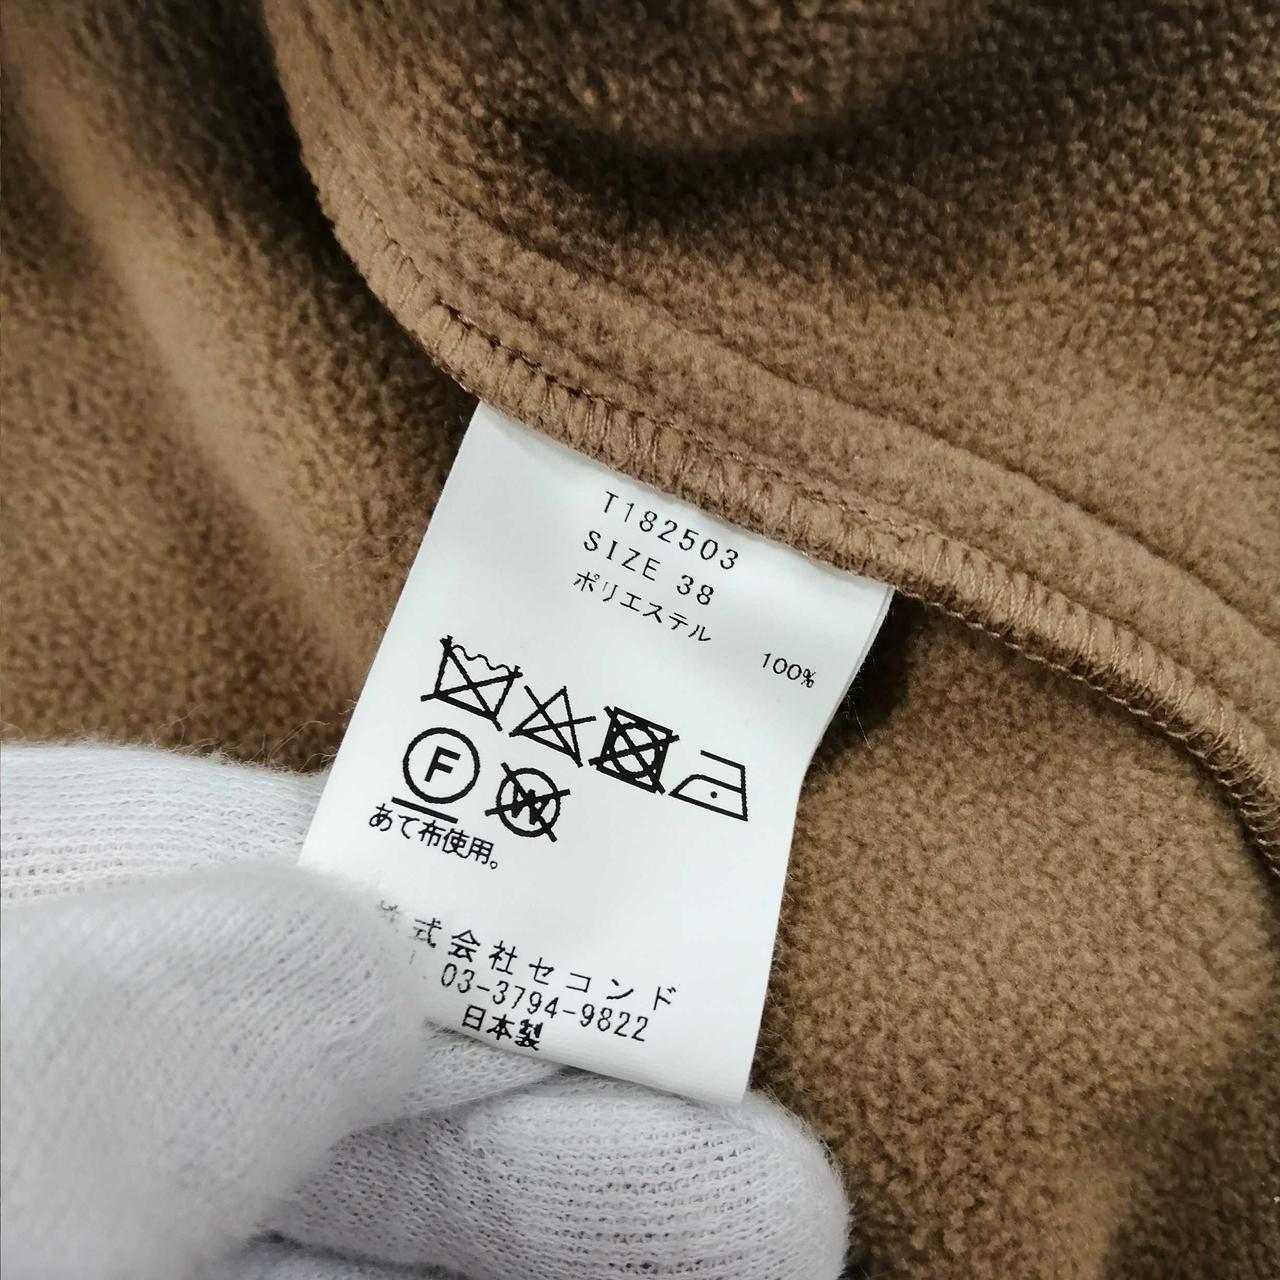 T182503
SIZE 38
ポリエステル
100%
F W
あて布使用。
株式会社セコンド
03-3794-9822
日本製